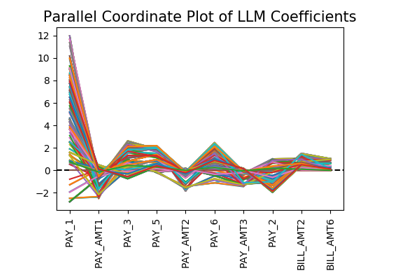 Parallel Coordinate Plot of LLM Coefficients
12
10
8
6
4
2
0
−2
PAY_1
PAY_AMT1
PAY_3
PAY_5
PAY_AMT2
PAY_6
PAY_AMT3
PAY_2
BILL_AMT2
BILL_AMT6